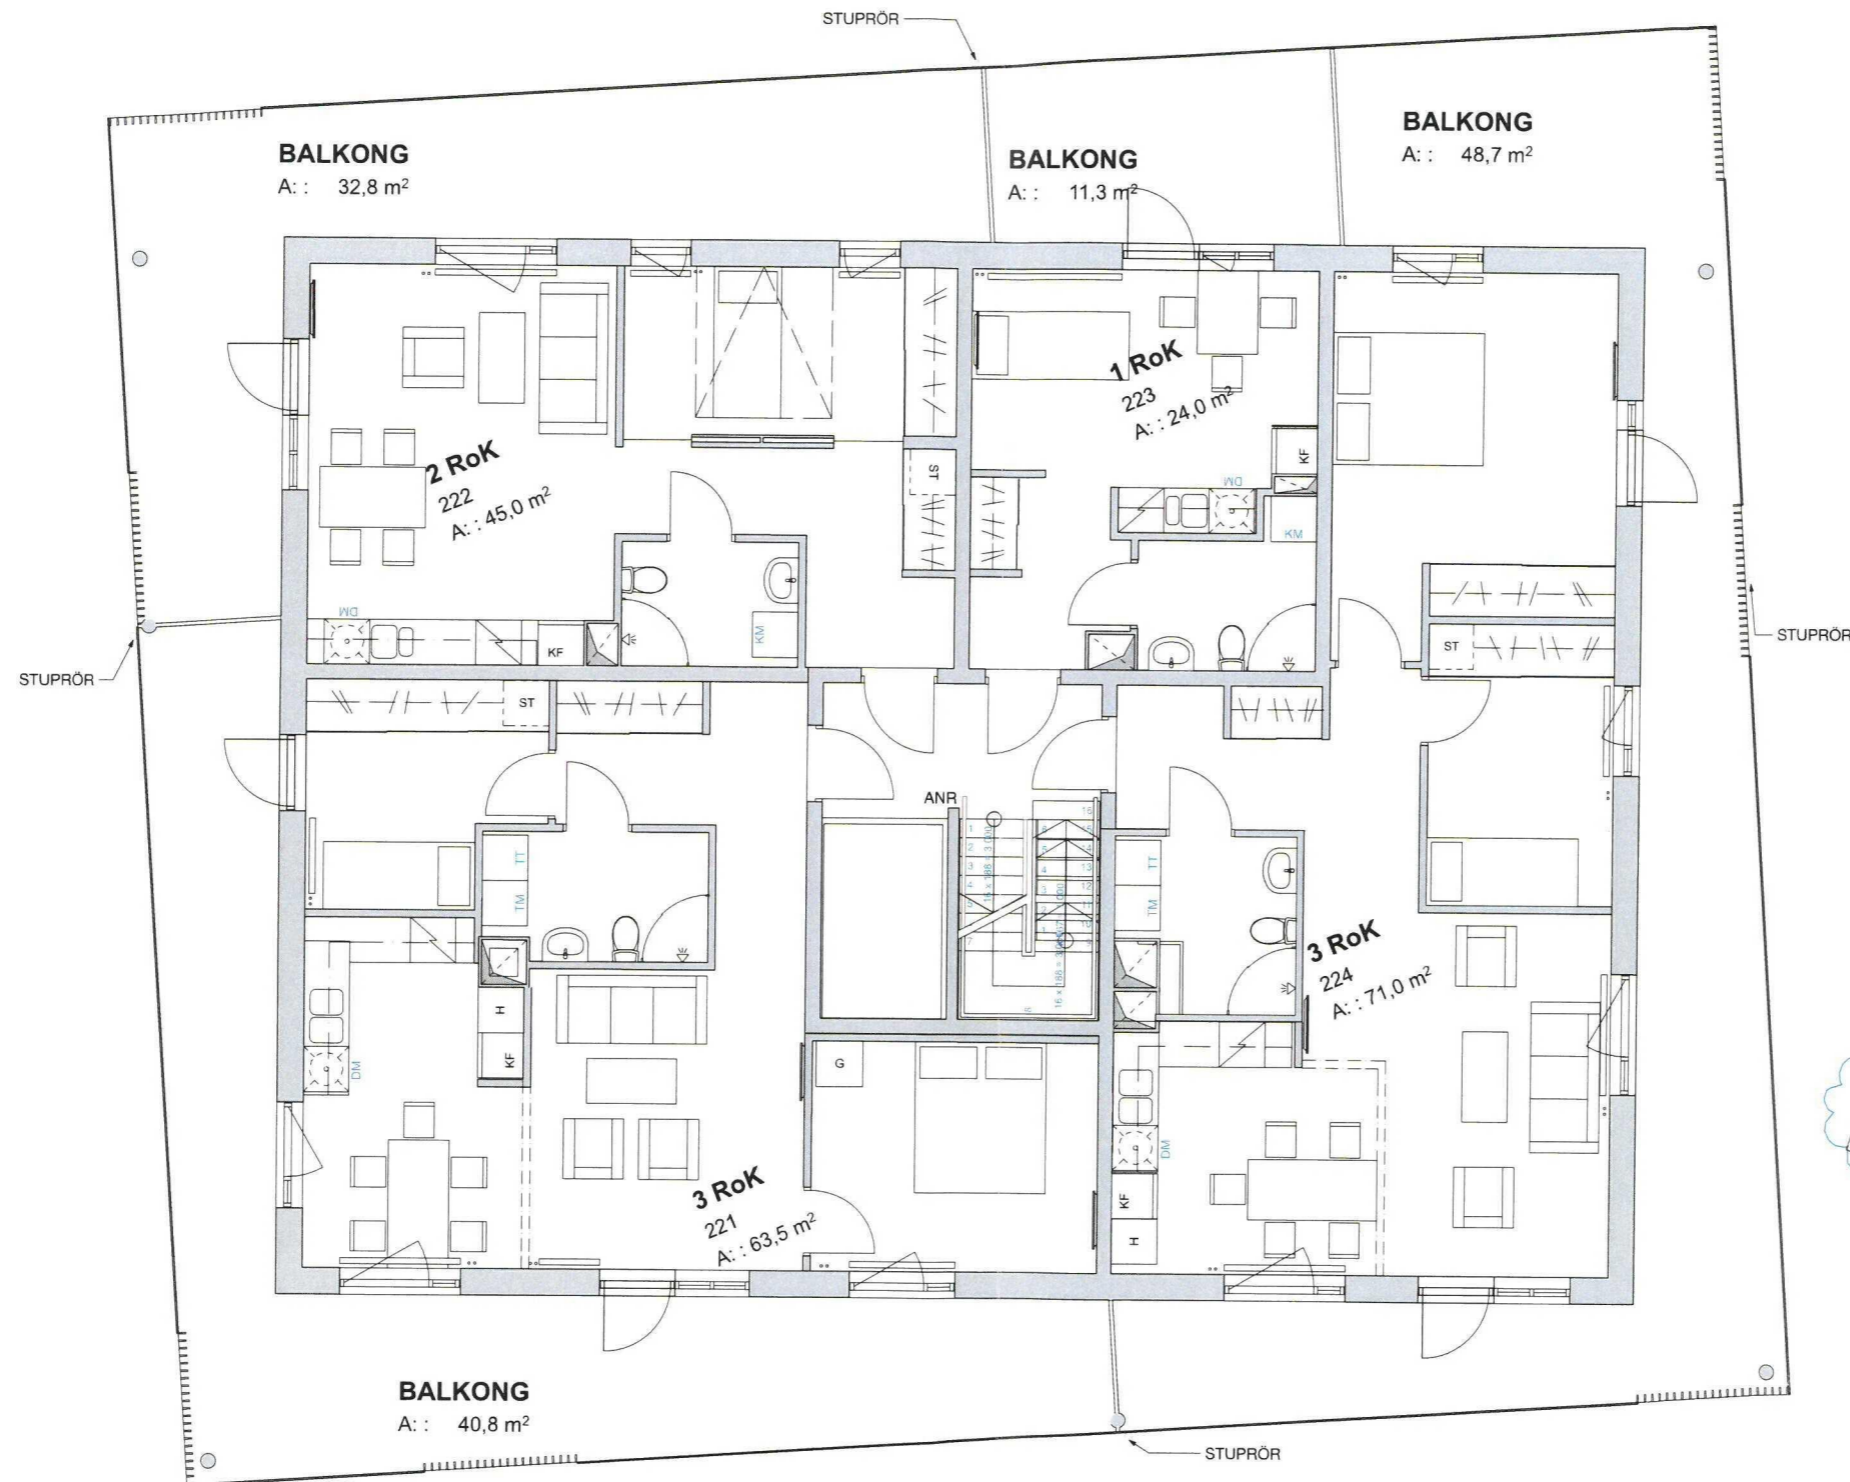 STUPRÖR
BALKONG
A: : 32,8 m²
BALKONG
A: : 11,3 m²
BALKONG
A: : 48,7 m²
1 RoK
223
A: : 24,0 m²
2 RoK
222
A: : 45,0 m²
ST
KF
DM
KM
DM
KF
KM
STUPRÖR
STUPRÖR
ST
ST
ANR
TT
TM
TT
TM
3 RoK
224
A: : 71,0 m²
H
KF
DM
G
DM
KF
H
3 RoK
221
A: : 63,5 m²
BALKONG
A: : 40,8 m²
STUPRÖR